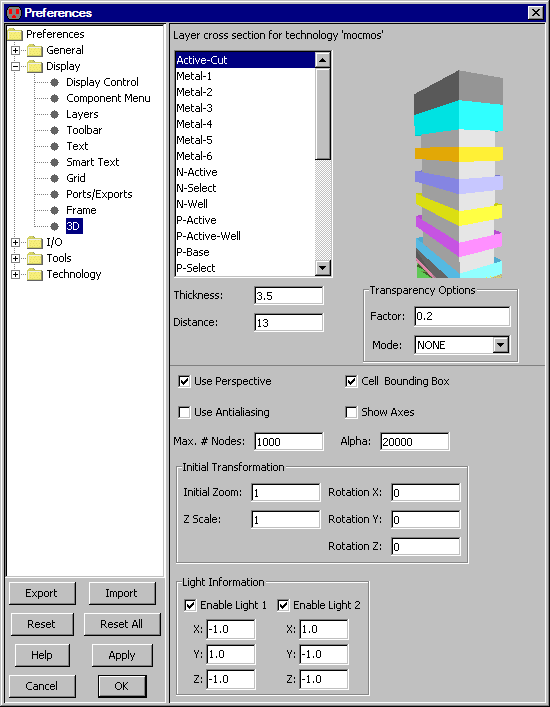 Preferences
Preferences
General
Display
Display Control
Component Menu
Layers
Toolbar
Text
Smart Text
Grid
Ports/Exports
Frame
3D
I/O
Tools
Technology
Export Import
Reset Reset All
Help Apply
Cancel OK
Layer cross section for technology 'mocmos'
Active-Cut
Metal-1
Metal-2
Metal-3
Metal-4
Metal-5
Metal-6
N-Active
N-Select
N-Well
P-Active
P-Active-Well
P-Base
P-Select
Thickness: 3.5
Distance: 13
Transparency Options
Factor: 0.2
Mode: NONE
Use Perspective Cell Bounding Box
Use Antialiasing Show Axes
Max. # Nodes: 1000 Alpha: 20000
Initial Transformation
Initial Zoom: 1 Rotation X: 0
Z Scale: 1 Rotation Y: 0
Rotation Z: 0
Light Information
Enable Light 1 Enable Light 2
X: -1.0 X: 1.0
Y: 1.0 Y: -1.0
Z: -1.0 Z: -1.0